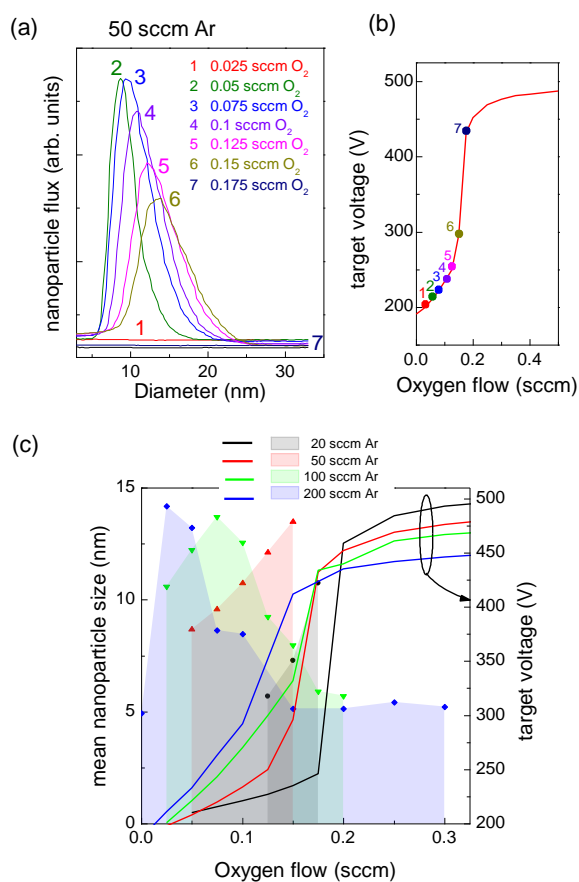 (a)
50 sccm Ar
nanoparticle flux (arb. units)
2
3
4
5
6
1
7
1 0.025 sccm O2
2 0.05 sccm O2
3 0.075 sccm O2
4 0.1 sccm O2
5 0.125 sccm O2
6 0.15 sccm O2
7 0.175 sccm O2
10 20 30
Diameter (nm)
(b)
target voltage (V)
500
400
300
200
7
6
5
4
3
2
1
0.0 0.2 0.4
Oxygen flow (sccm)
(c)
20 sccm Ar
50 sccm Ar
100 sccm Ar
200 sccm Ar
mean nanoparticle size (nm)
15
10
5
0
0.0 0.1 0.2 0.3
Oxygen flow (sccm)
500
450
400
350
300
250
200
target voltage (V)